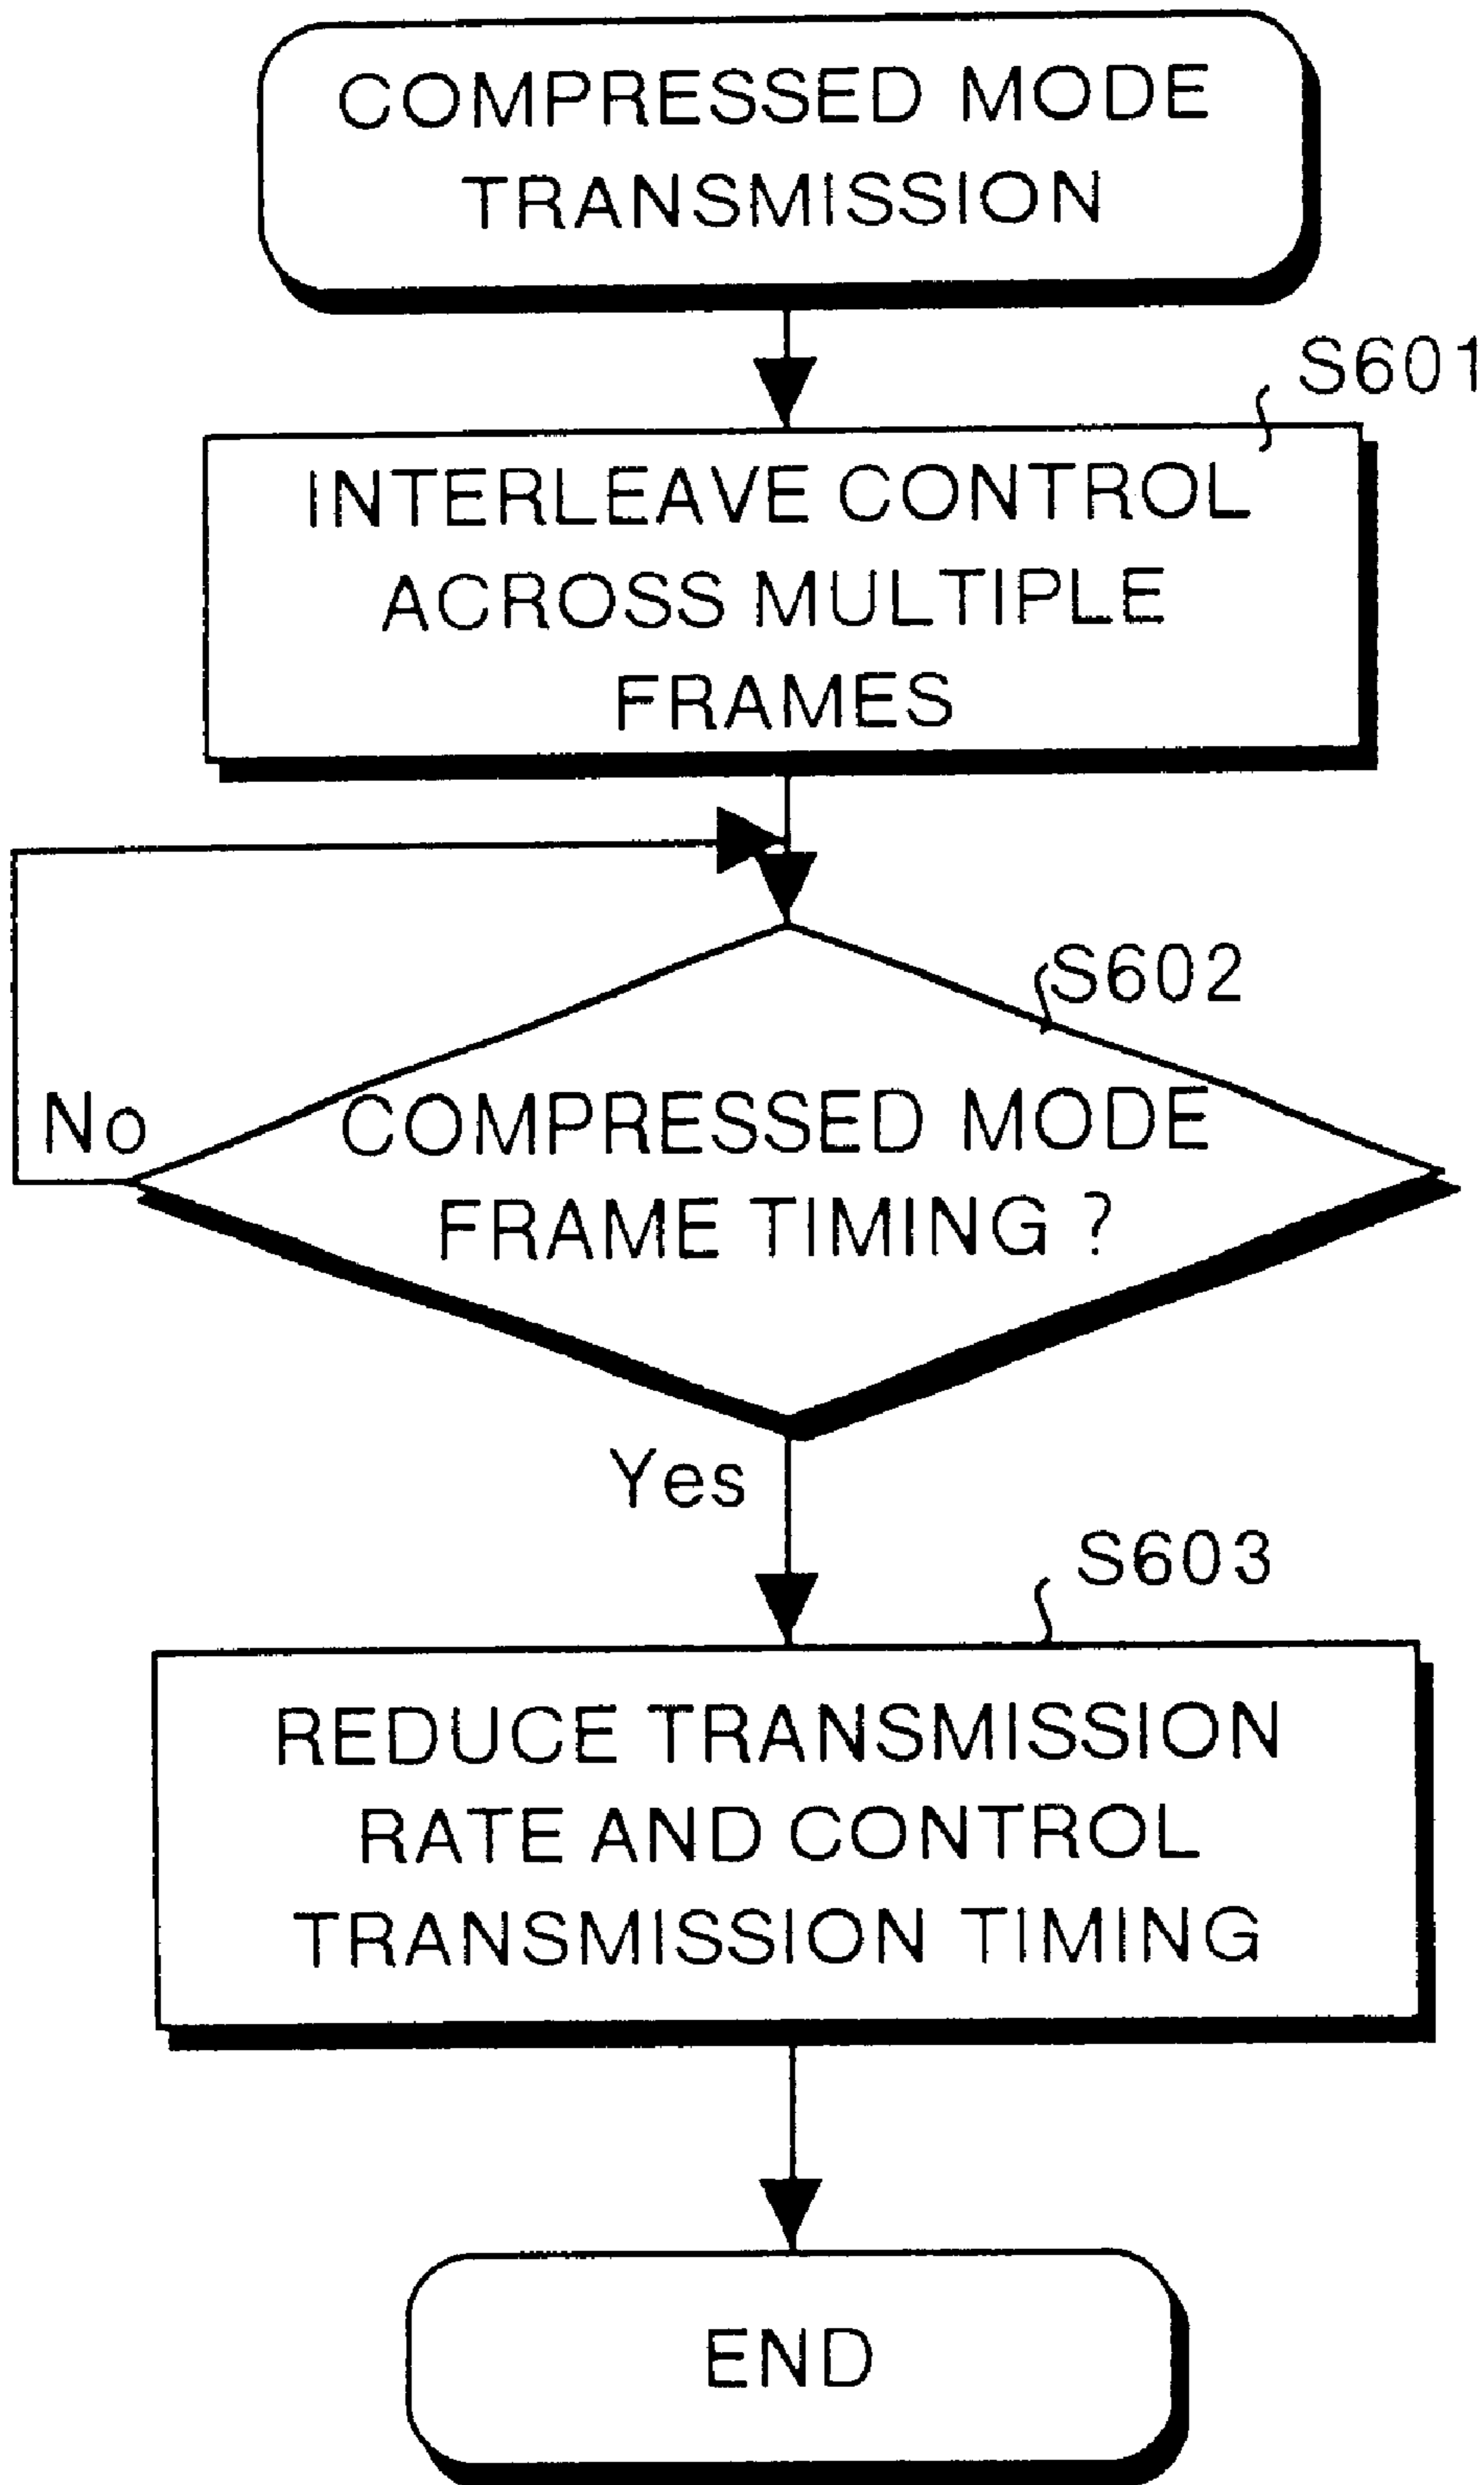 COMPRESSED MODE
TRANSMISSION
S601
INTERLEAVE CONTROL
ACROSS MULTIPLE
FRAMES
S602
No
COMPRESSED MODE
FRAME TIMING ?
Yes
S603
REDUCE TRANSMISSION
RATE AND CONTROL
TRANSMISSION TIMING
END